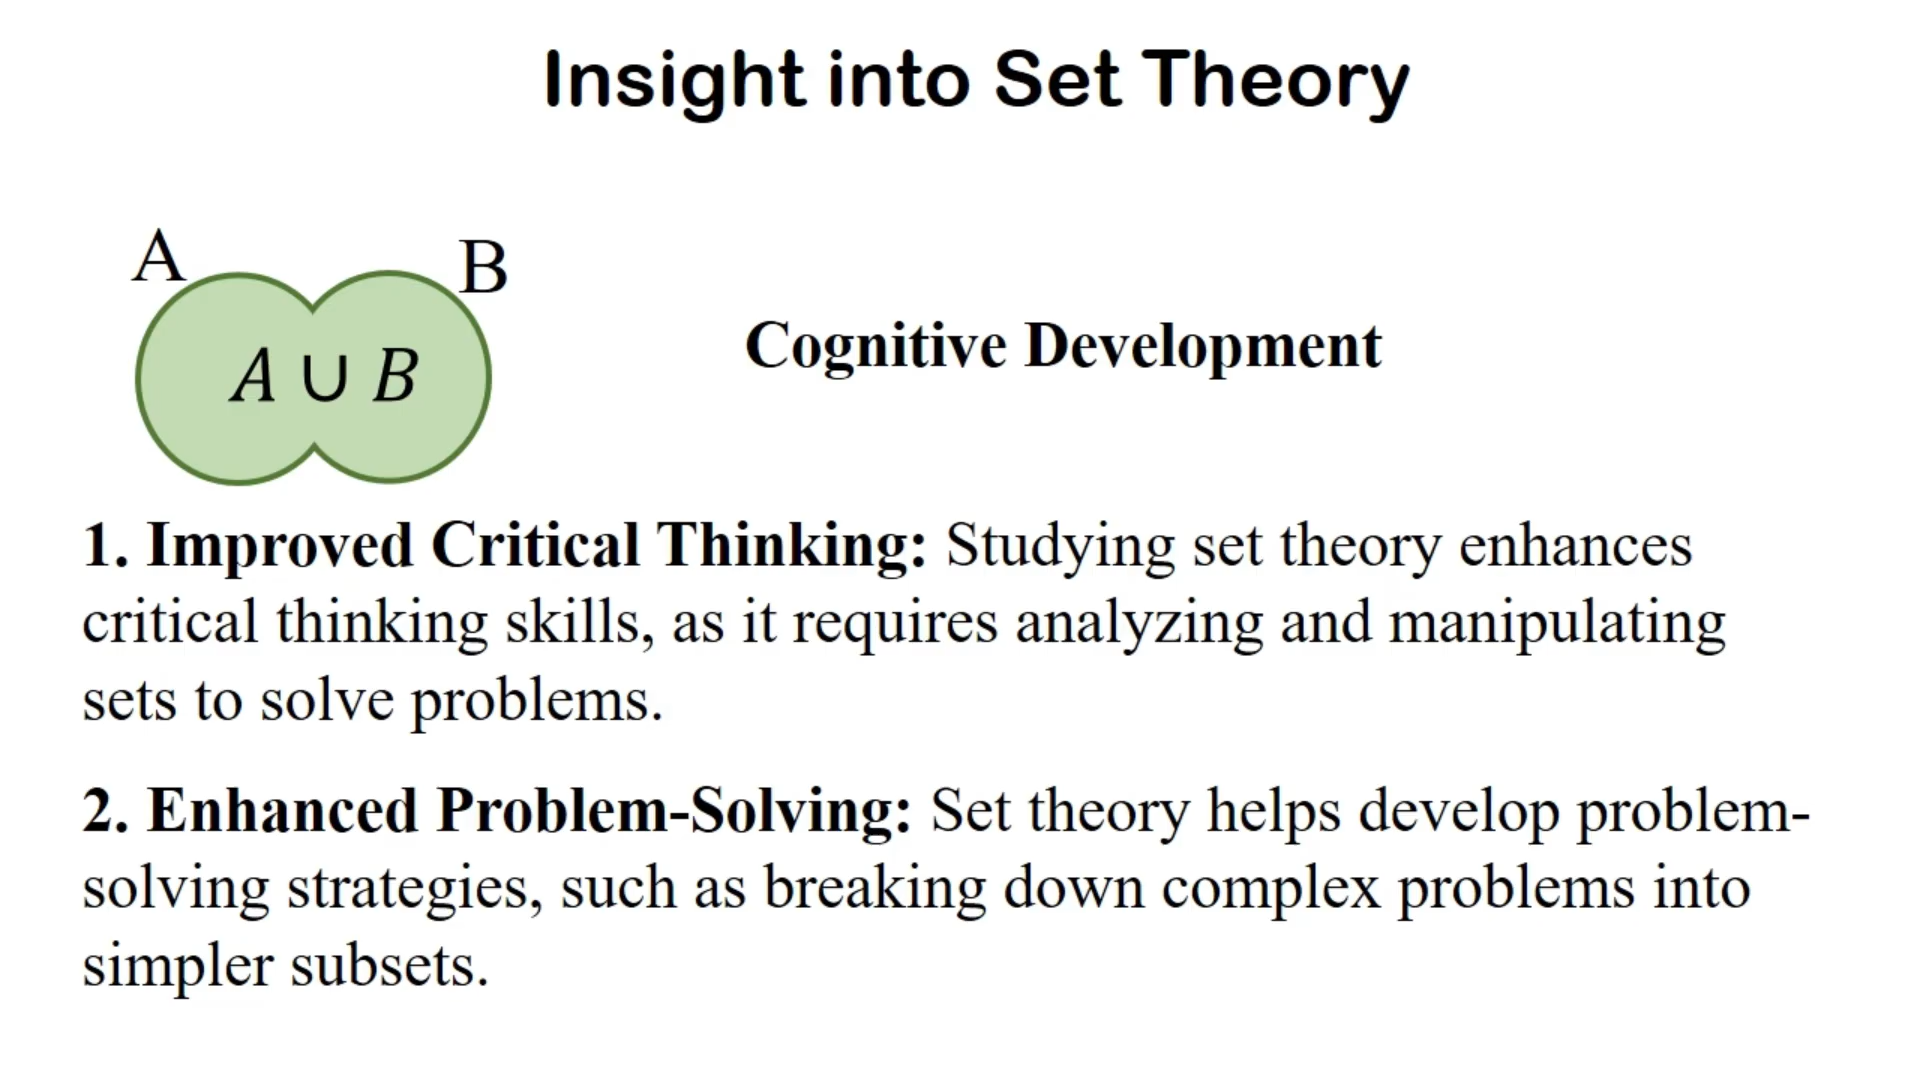 Insight into Set Theory
A
B
A ∪ B
Cognitive Development
1. Improved Critical Thinking: Studying set theory enhances
critical thinking skills, as it requires analyzing and manipulating
sets to solve problems.
2. Enhanced Problem-Solving: Set theory helps develop problem-
solving strategies, such as breaking down complex problems into
simpler subsets.